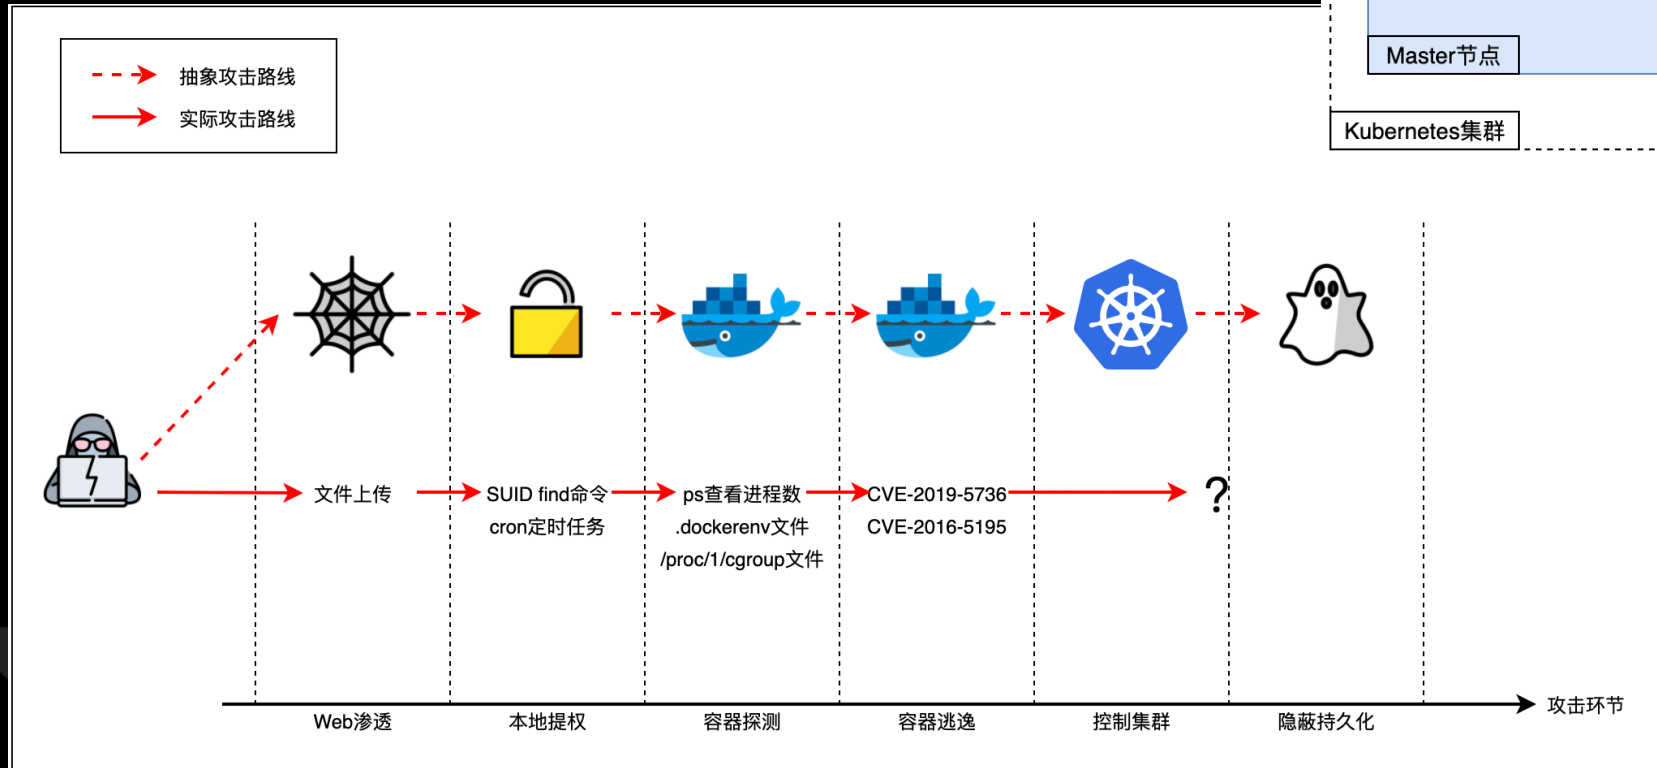 抽象攻击路线
实际攻击路线
Master节点
Kubernetes集群
文件上传
SUID find命令
cron定时任务
ps查看进程数
.dockerenv文件
/proc/1/cgroup文件
CVE-2019-5736
CVE-2016-5195
?
Web渗透
本地提权
容器探测
容器逃逸
控制集群
隐蔽持久化
攻击环节